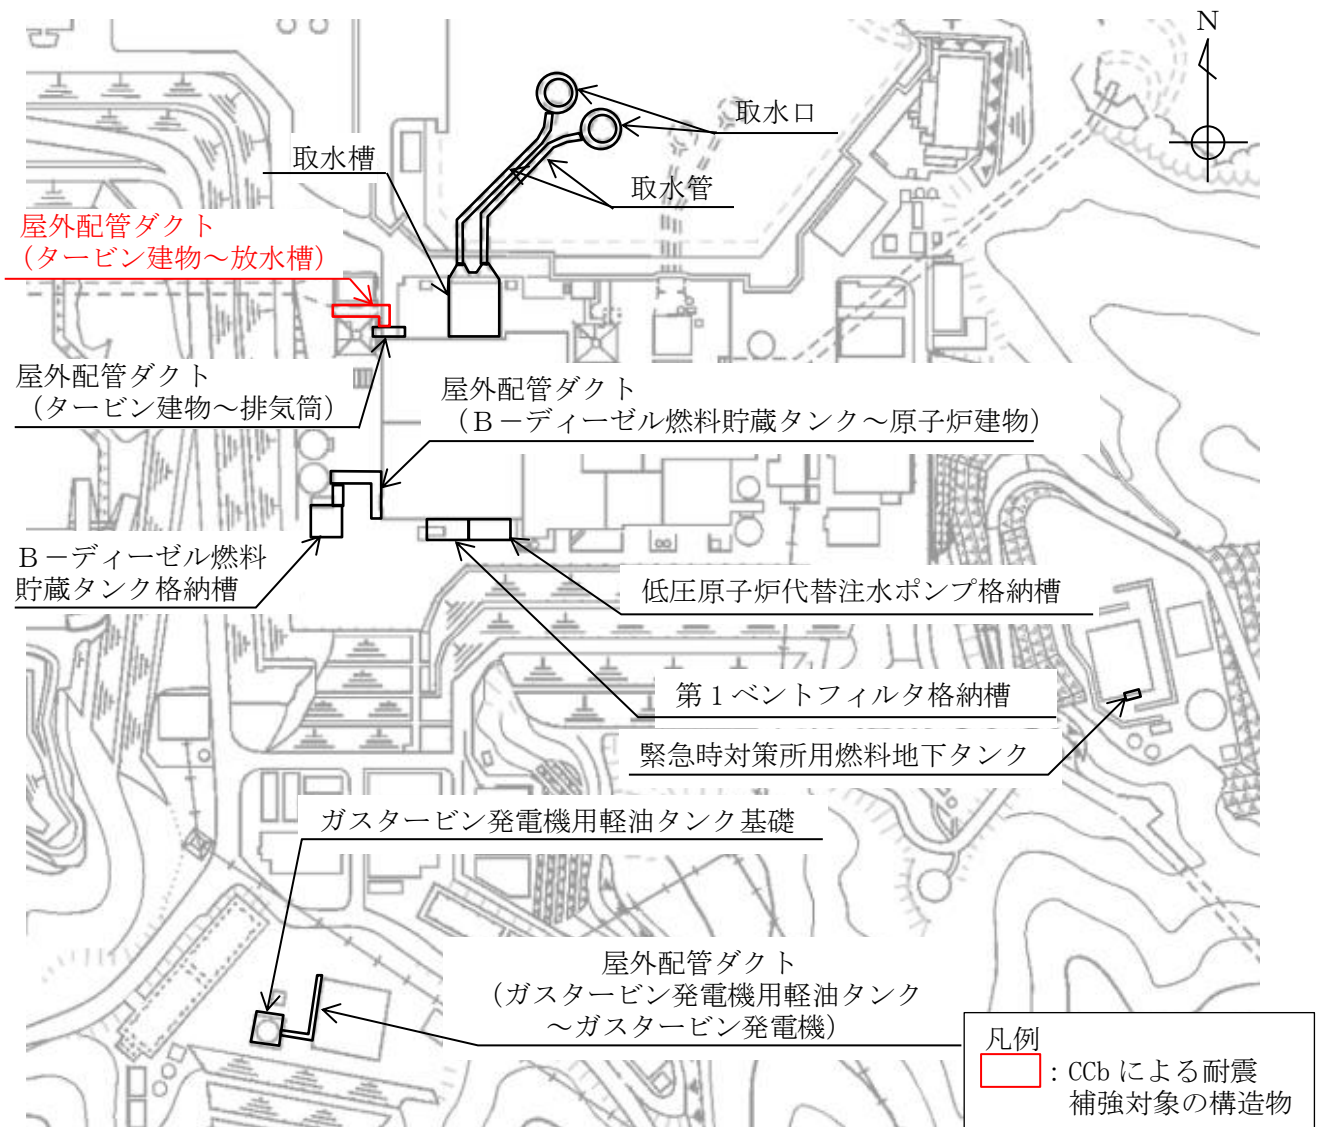 N
取水口
取水槽
取水管
屋外配管ダクト
（タービン建物～放水槽）
屋外配管ダクト
（タービン建物～排気筒）
屋外配管ダクト
（Ｂ－ディーゼル燃料貯蔵タンク～原子炉建物）
Ｂ－ディーゼル燃料
貯蔵タンク格納槽
低圧原子炉代替注水ポンプ格納槽
第１ベントフィルタ格納槽
緊急時対策所用燃料地下タンク
ガスタービン発電機用軽油タンク基礎
屋外配管ダクト
（ガスタービン発電機用軽油タンク
～ガスタービン発電機）
凡例
：CCb による耐震
補強対象の構造物